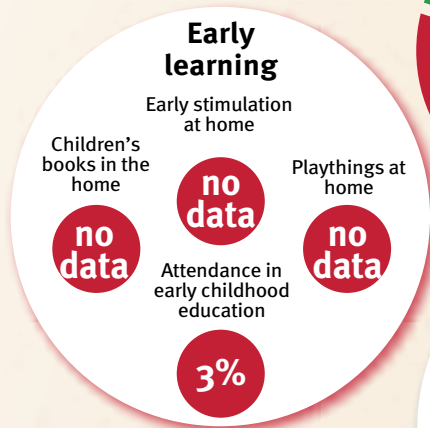 Early
learning
Early stimulation
at home
no
data
Children's
books in the
home
no
data
Playthings at
home
no
data
Attendance in
early childhood
education
3%